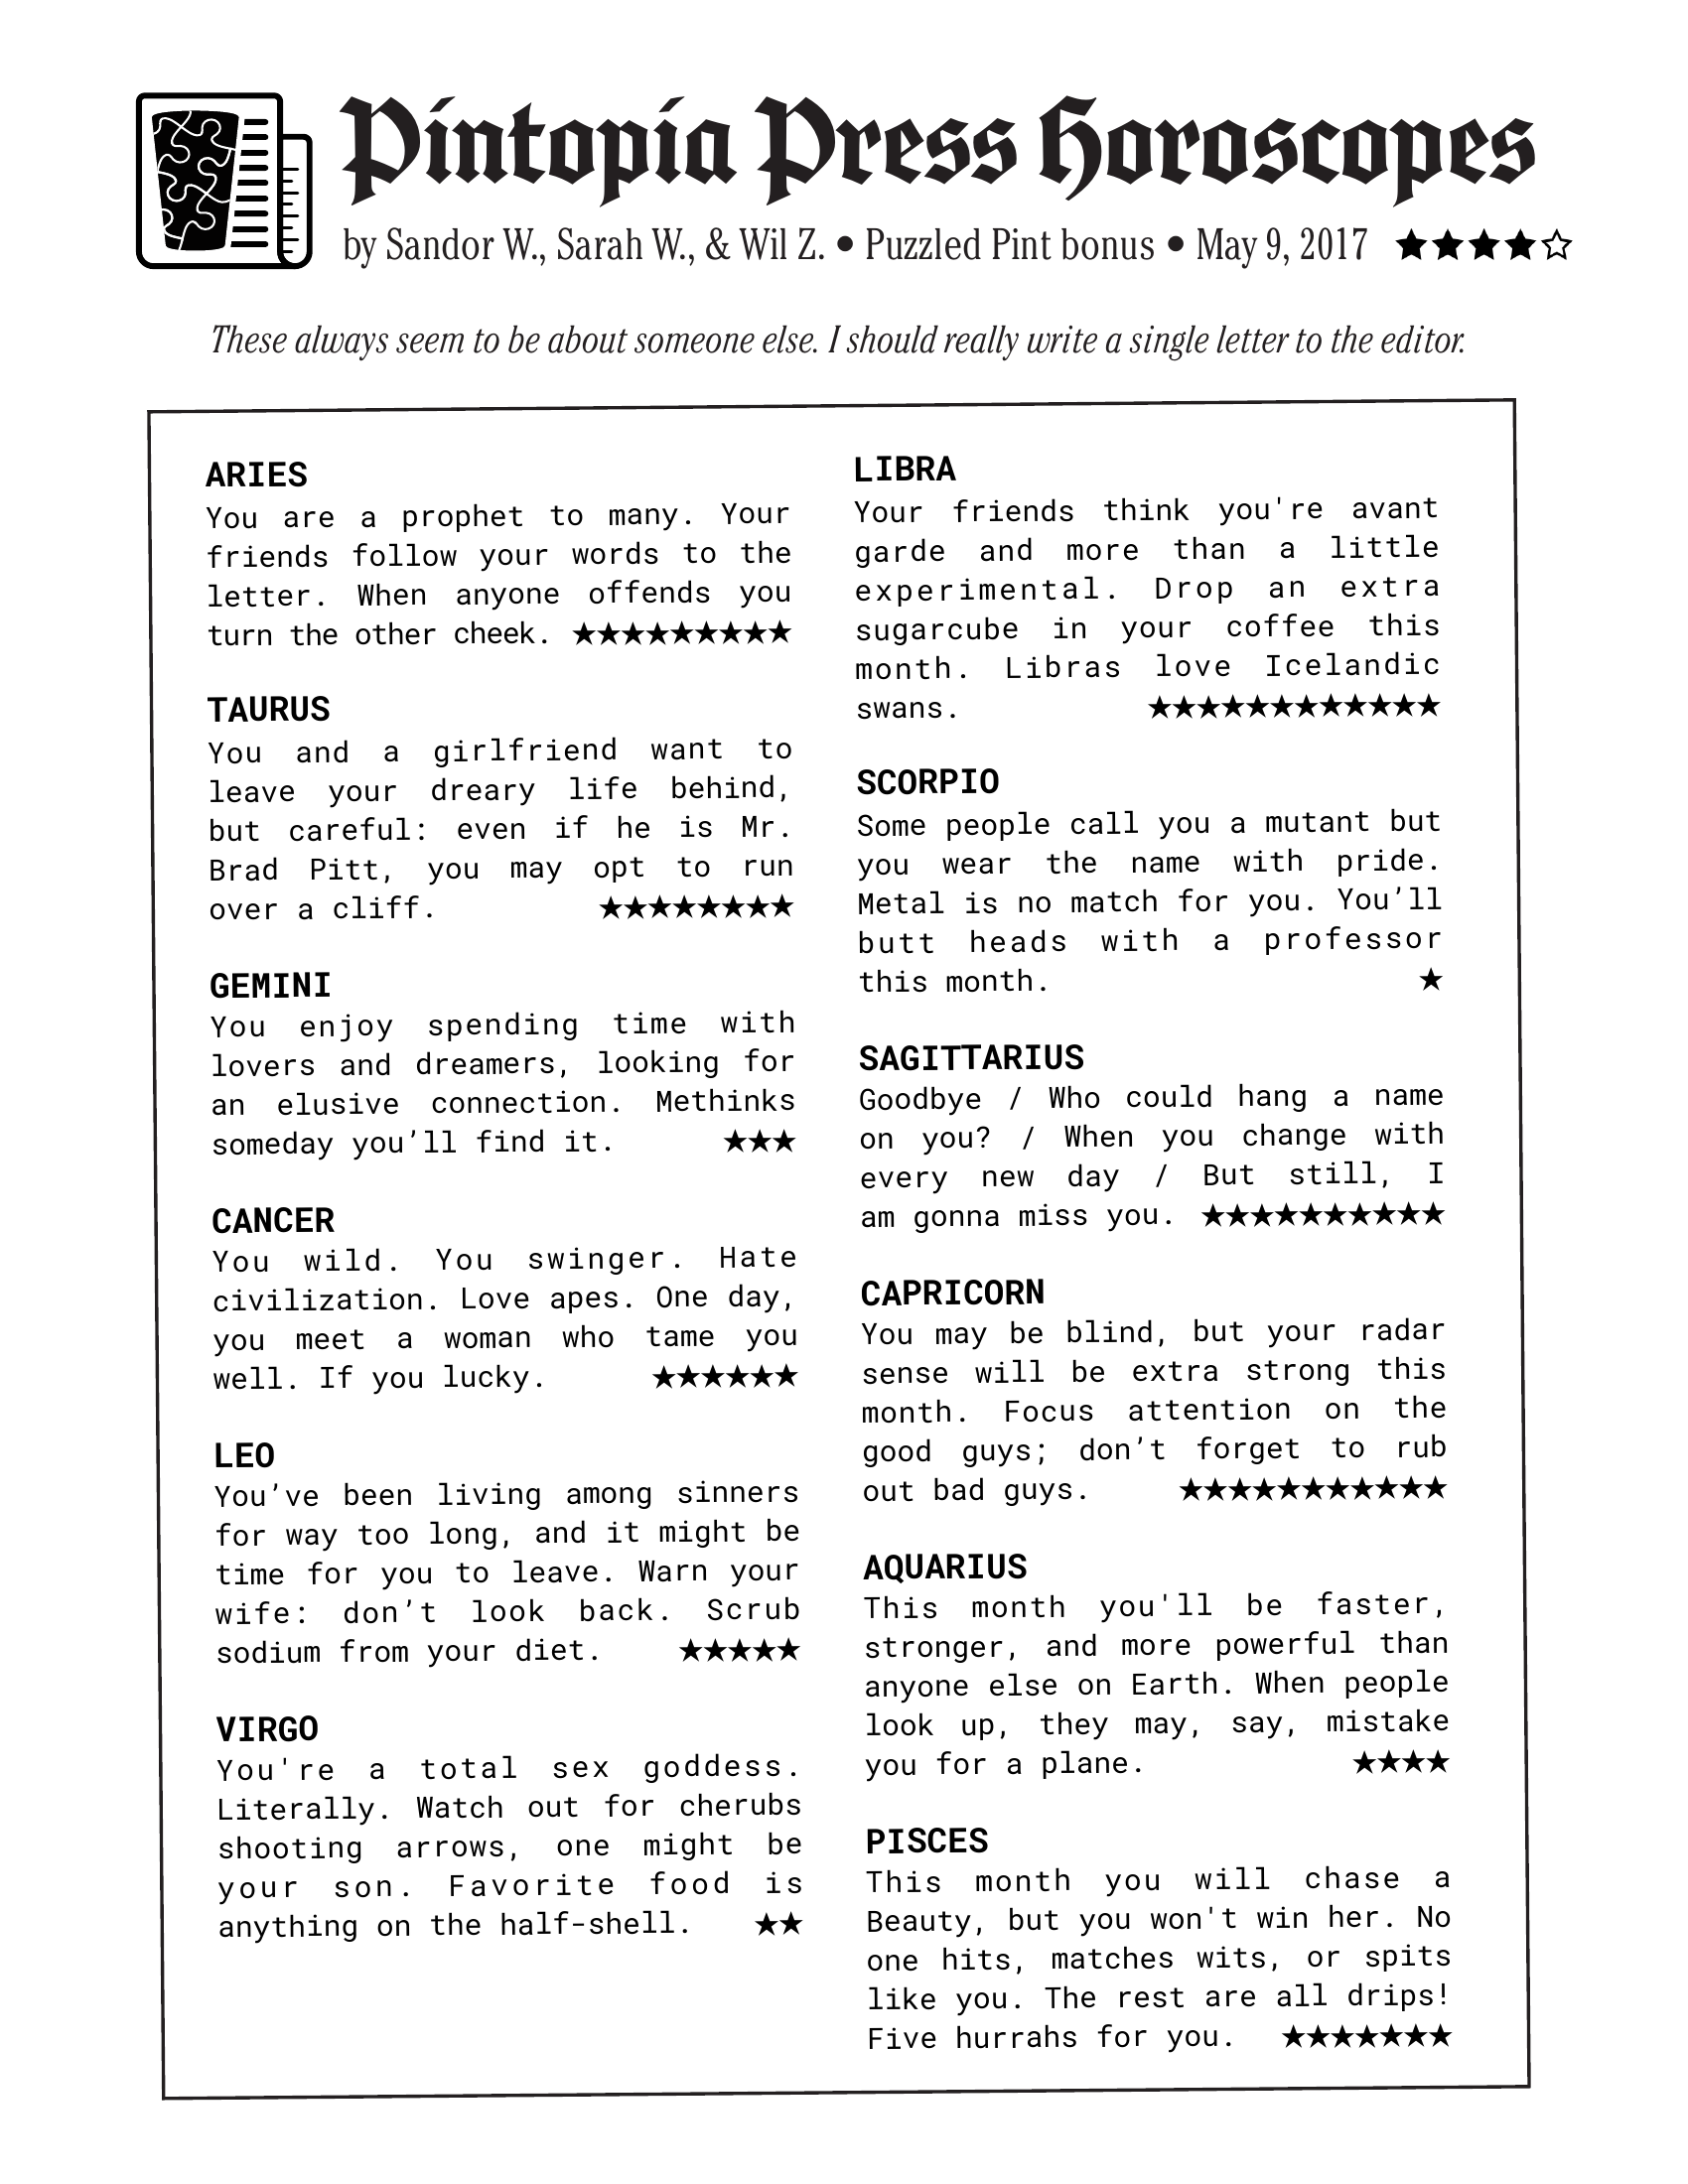 Pintopia Press Horoscopes
by Sandor W., Sarah W., & Wil Z. • Puzzled Pint bonus • May 9, 2017 ★★★★☆
These always seem to be about someone else. I should really write a single letter to the editor.
ARIES
You are a prophet to many. Your
friends follow your words to the
letter. When anyone offends you
turn the other cheek. ★★★★★★★★★
TAURUS
You and a girlfriend want to
leave your dreary life behind,
but careful: even if he is Mr.
Brad Pitt, you may opt to run
over a cliff. ★★★★★★★★
GEMINI
You enjoy spending time with
lovers and dreamers, looking for
an elusive connection. Methinks
someday you’ll find it. ★★★
CANCER
You wild. You swinger. Hate
civilization. Love apes. One day,
you meet a woman who tame you
well. If you lucky. ★★★★★★
LEO
You’ve been living among sinners
for way too long, and it might be
time for you to leave. Warn your
wife: don’t look back. Scrub
sodium from your diet. ★★★★★
VIRGO
You're a total sex goddess.
Literally. Watch out for cherubs
shooting arrows, one might be
your son. Favorite food is
anything on the half-shell. ★★
LIBRA
Your friends think you're avant
garde and more than a little
experimental. Drop an extra
sugarcube in your coffee this
month. Libras love Icelandic
swans. ★★★★★★★★★★★★
SCORPIO
Some people call you a mutant but
you wear the name with pride.
Metal is no match for you. You’ll
butt heads with a professor
this month. ★
SAGITTARIUS
Goodbye / Who could hang a name
on you? / When you change with
every new day / But still, I
am gonna miss you. ★★★★★★★★★★
CAPRICORN
You may be blind, but your radar
sense will be extra strong this
month. Focus attention on the
good guys; don’t forget to rub
out bad guys. ★★★★★★★★★★★
AQUARIUS
This month you'll be faster,
stronger, and more powerful than
anyone else on Earth. When people
look up, they may, say, mistake
you for a plane. ★★★★
PISCES
This month you will chase a
Beauty, but you won't win her. No
one hits, matches wits, or spits
like you. The rest are all drips!
Five hurrahs for you. ★★★★★★★